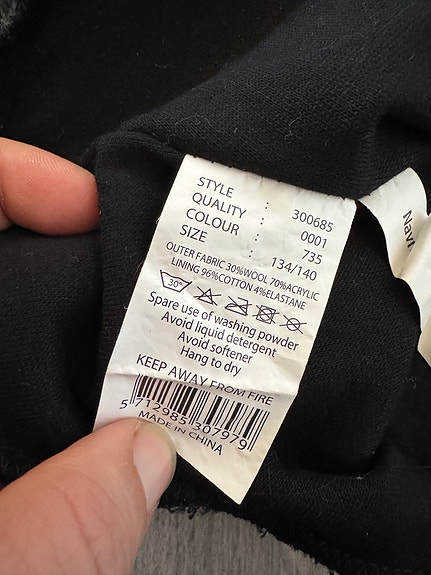 STYLE : 300685
QUALITY : 0001
COLOUR : 735
SIZE : 134/140
OUTER FABRIC 30%WOOL 70%ACRYLIC
LINING 96%COTTON 4%ELASTANE
30°
Spare use of washing powder
Avoid liquid detergent
Avoid softener
Hang to dry
KEEP AWAY FROM FIRE
5 712985 307979
MADE IN CHINA
Navi